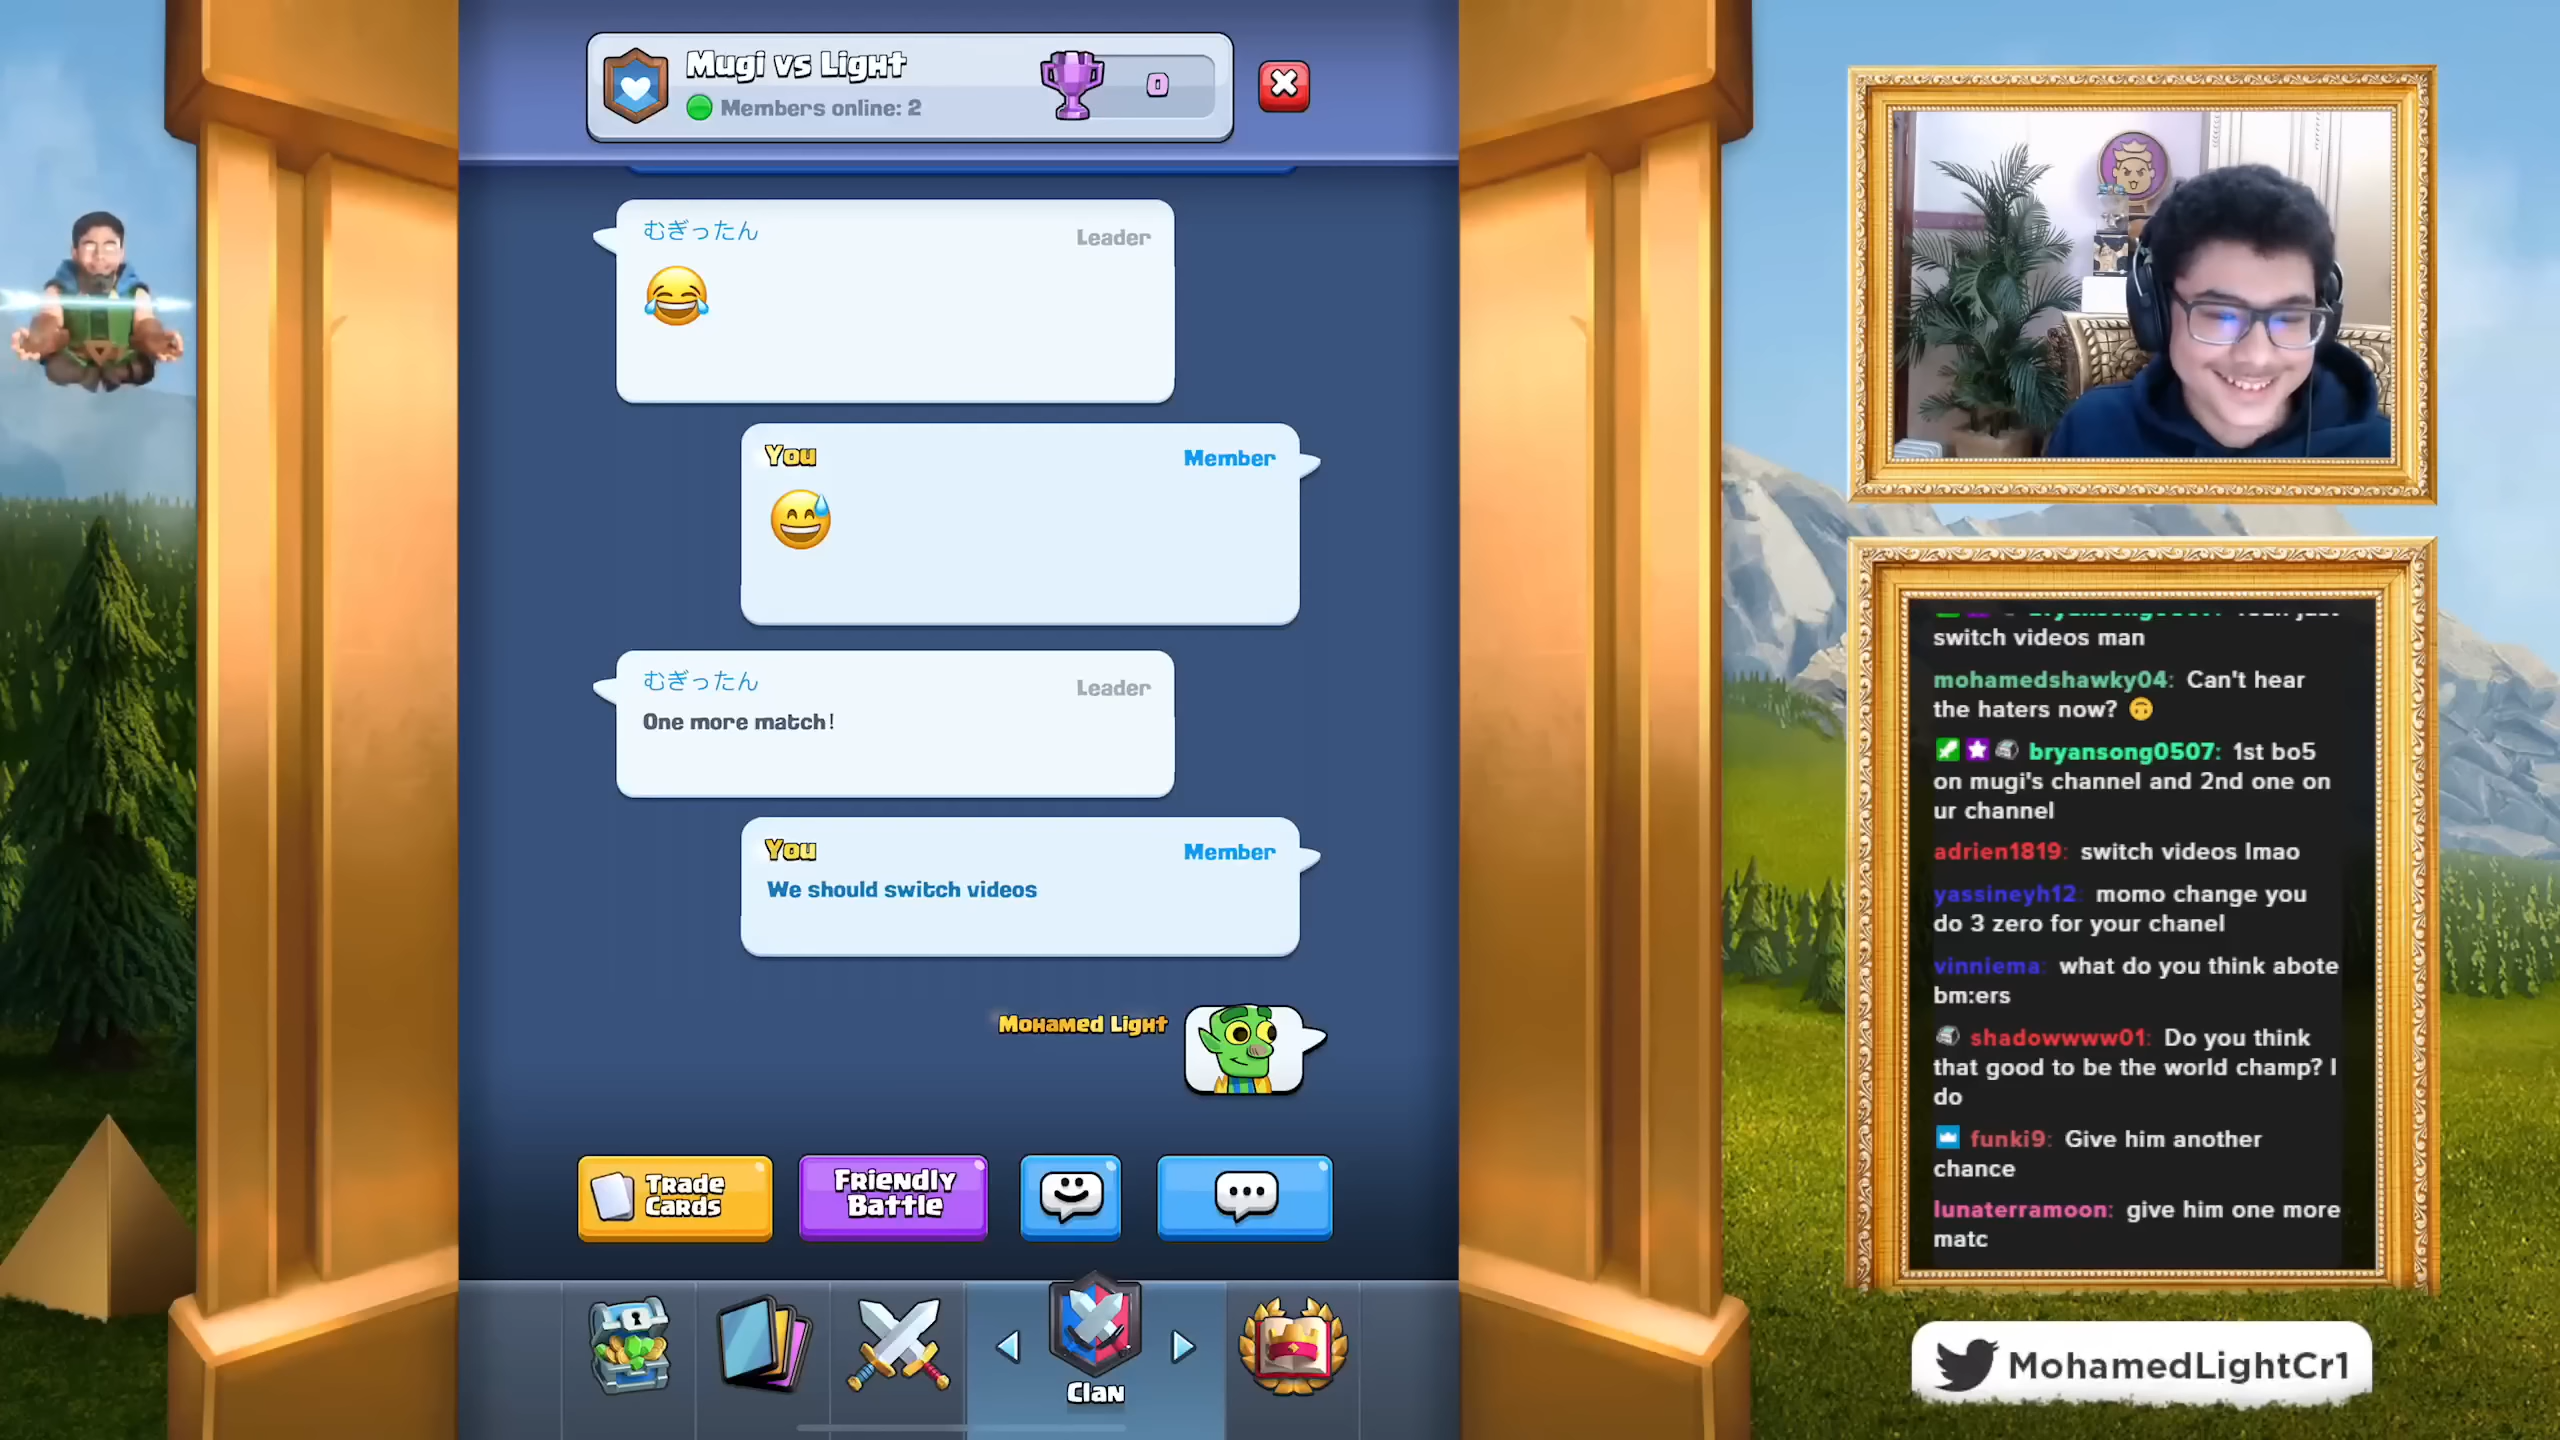 Mugi vs Light
Members online: 2
0
むぎったん
Leader
😂
You
Member
😅
むぎったん
Leader
One more match!
You
Member
We should switch videos
Mohamed Light
Trade
Cards
Friendly
Battle
Clan
switch videos man
mohamedshawky04: Can't hear
the haters now? 🙃
bryansong0507: 1st bo5
on mugi's channel and 2nd one on
ur channel
adrien1819: switch videos lmao
yassineyh12: momo change you
do 3 zero for your chanel
vinniema: what do you think abote
bm:ers
shadowwww01: Do you think
that good to be the world champ? I
do
funki9: Give him another
chance
lunaterramoon: give him one more
matc
MohamedLightCr1